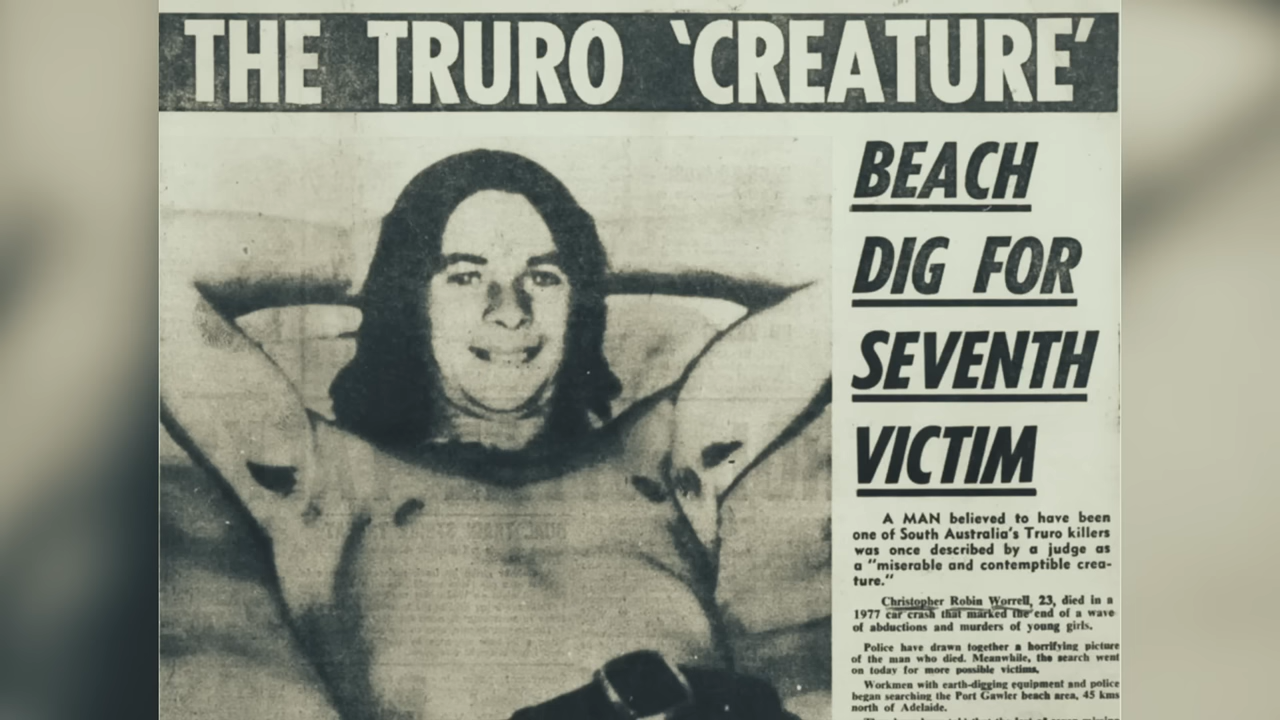 THE TRURO 'CREATURE'
BEACH
DIG FOR
SEVENTH
VICTIM
A MAN believed to have been
one of South Australia's Truro killers
was once described by a judge as
a "miserable and contemptible crea-
ture."
Christopher Robin Worrell, 23, died in a
1977 car crash that marked the end of a wave
of abductions and murders of young girls.
Police have drawn together a horrifying picture
of the man who died. Meanwhile, the search went
on today for more possible victims.
Workmen with earth-digging equipment and police
began searching the Port Gawler beach area, 45 kms
north of Adelaide.